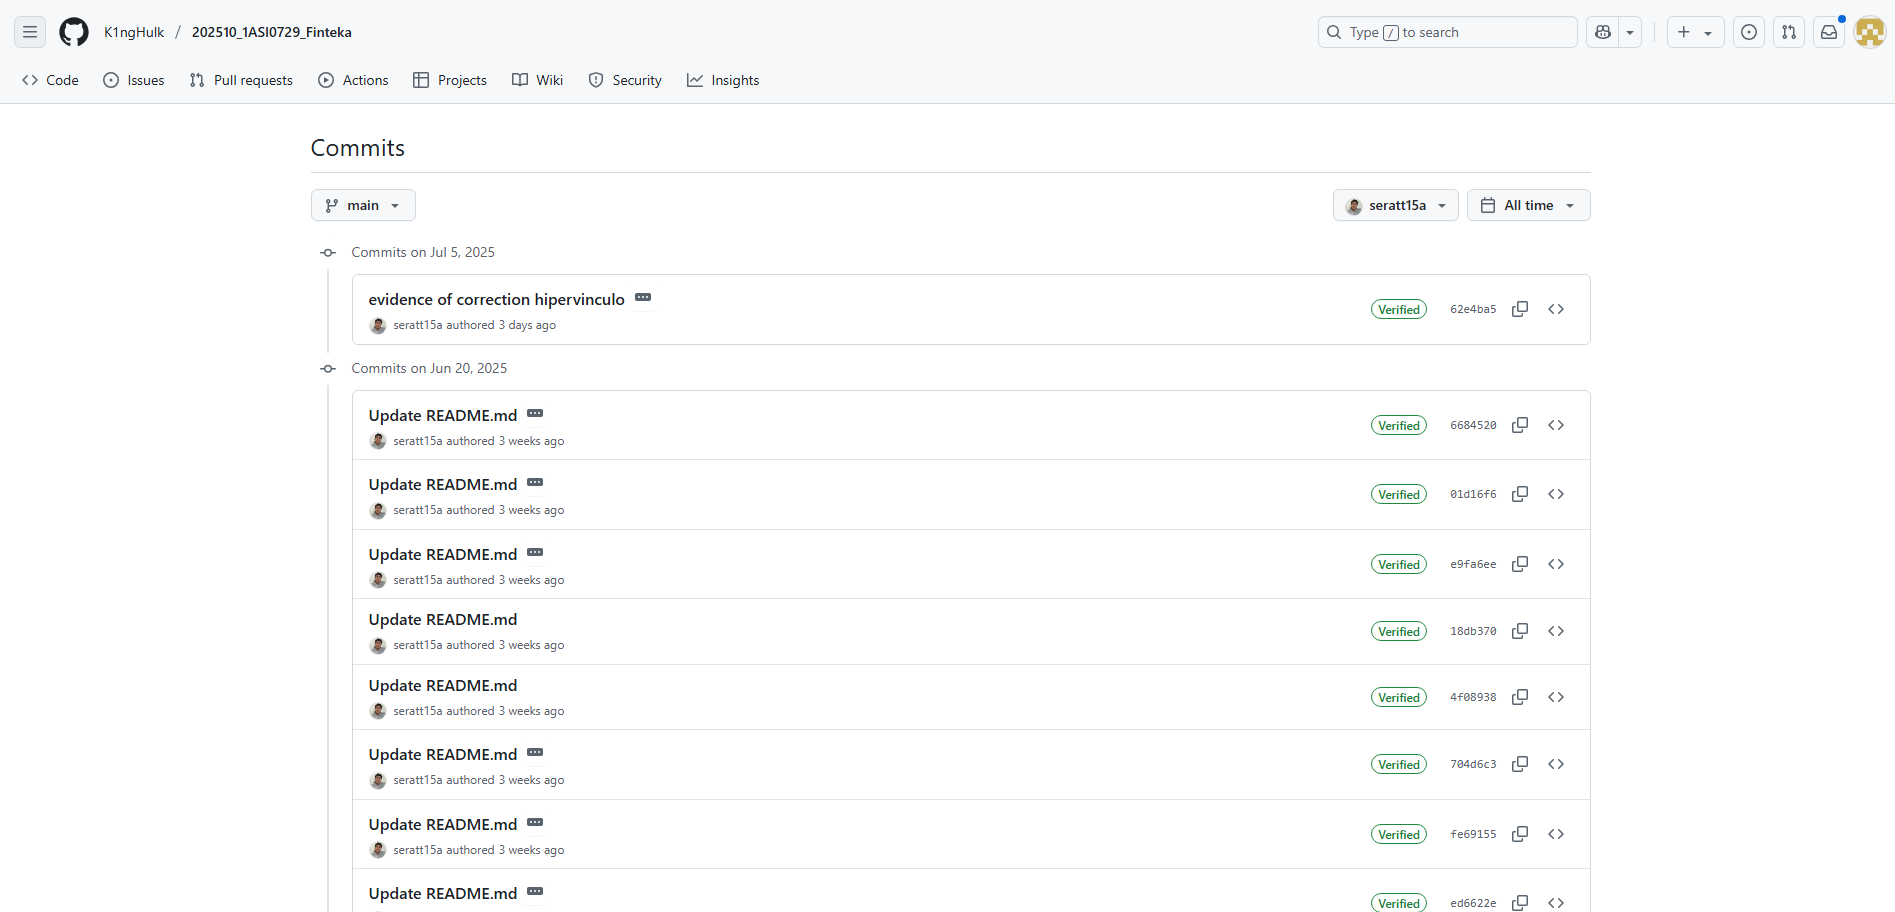 K1ngHulk / 202510_1ASI0729_Finteka
Type / to search
Code Issues Pull requests Actions Projects Wiki Security Insights
Commits
main
seratt15a
All time
Commits on Jul 5, 2025
evidence of correction hipervinculo
seratt15a authored 3 days ago
Verified 62e4ba5
Commits on Jun 20, 2025
Update README.md
seratt15a authored 3 weeks ago
Verified 6684520
Update README.md
seratt15a authored 3 weeks ago
Verified 01d16f6
Update README.md
seratt15a authored 3 weeks ago
Verified e9fa6ee
Update README.md
seratt15a authored 3 weeks ago
Verified 18db370
Update README.md
seratt15a authored 3 weeks ago
Verified 4f08938
Update README.md
seratt15a authored 3 weeks ago
Verified 704d6c3
Update README.md
seratt15a authored 3 weeks ago
Verified fe69155
Update README.md
Verified ed6622e